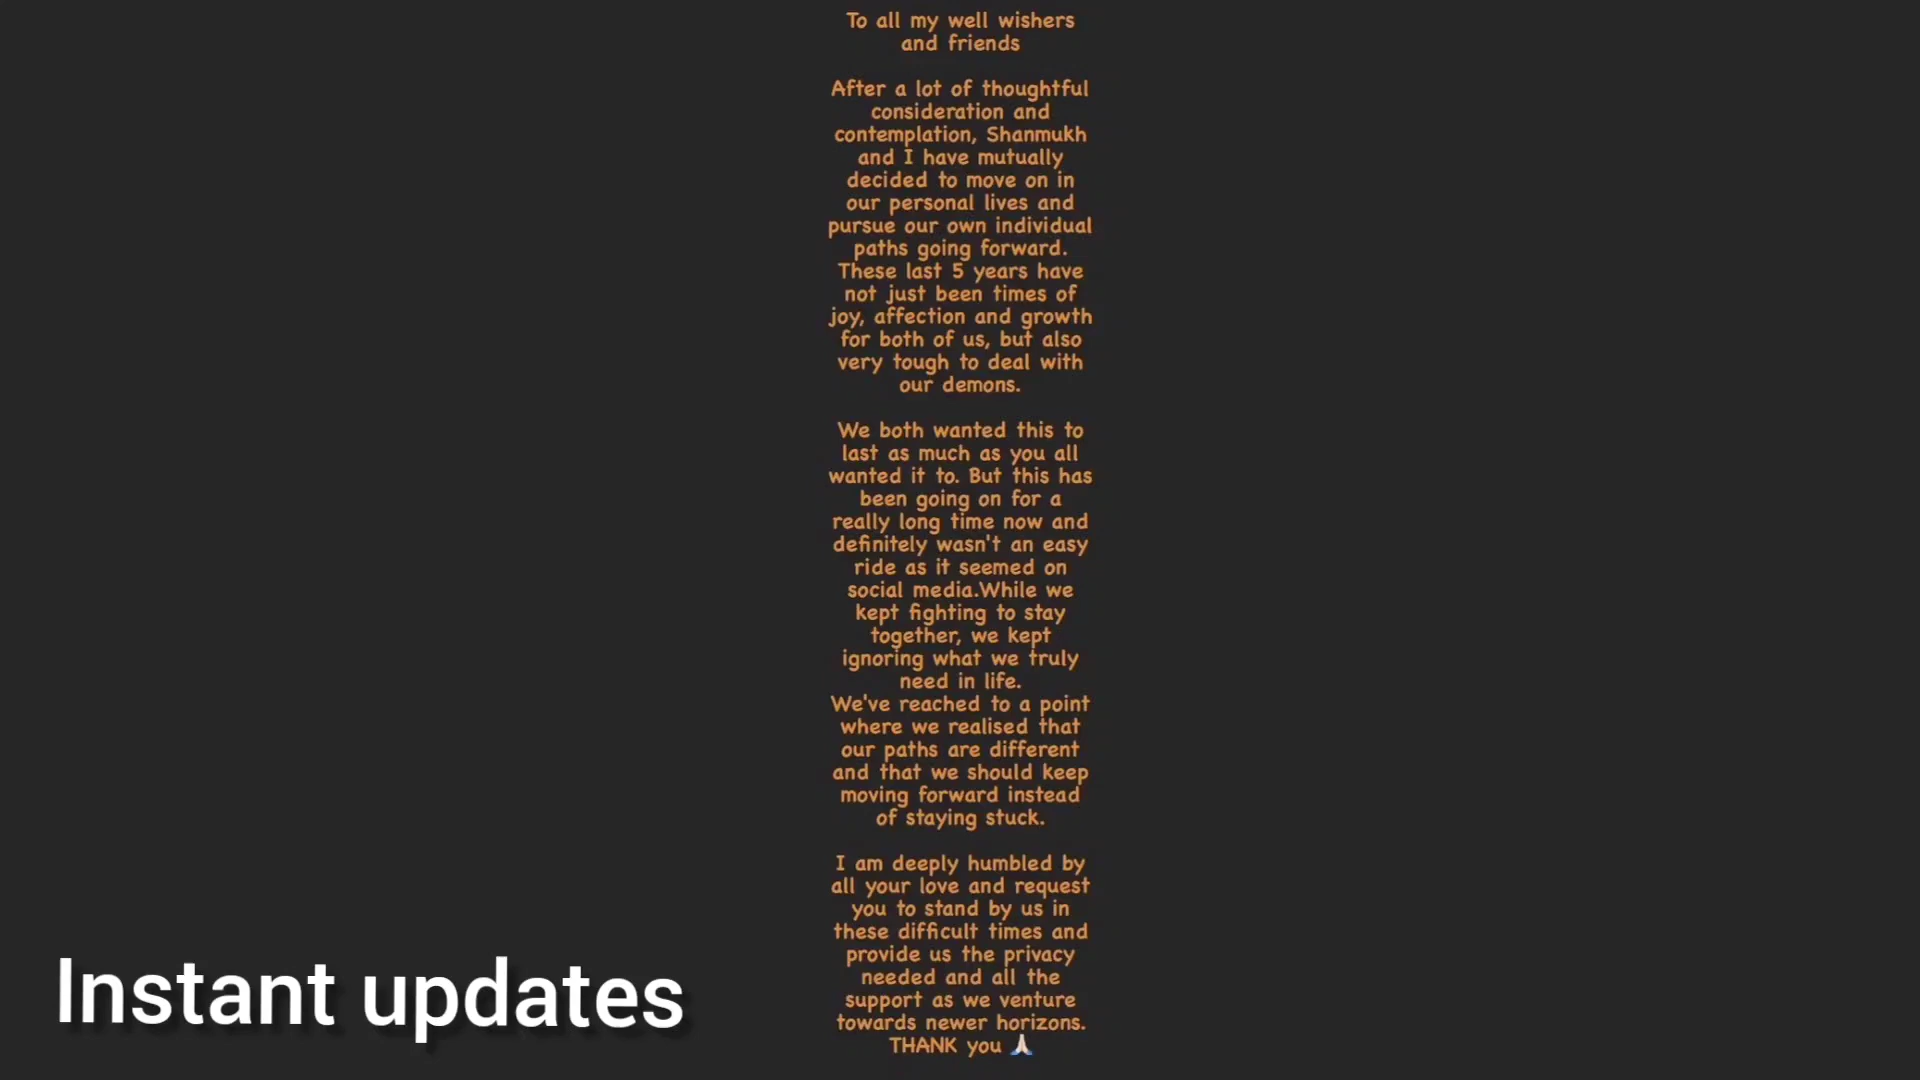 To all my well wishers
and friends
After a lot of thoughtful
consideration and
contemplation, Shanmukh
and I have mutually
decided to move on in
our personal lives and
pursue our own individual
paths going forward.
These last 5 years have
not just been times of
joy, affection and growth
for both of us, but also
very tough to deal with
our demons.
We both wanted this to
last as much as you all
wanted it to. But this has
been going on for a
really long time now and
definitely wasn't an easy
ride as it seemed on
social media.While we
kept fighting to stay
together, we kept
ignoring what we truly
need in life.
We've reached to a point
where we realised that
our paths are different
and that we should keep
moving forward instead
of staying stuck.
I am deeply humbled by
all your love and request
you to stand by us in
these difficult times and
provide us the privacy
needed and all the
support as we venture
towards newer horizons.
THANK you 🙏🏻
Instant updates